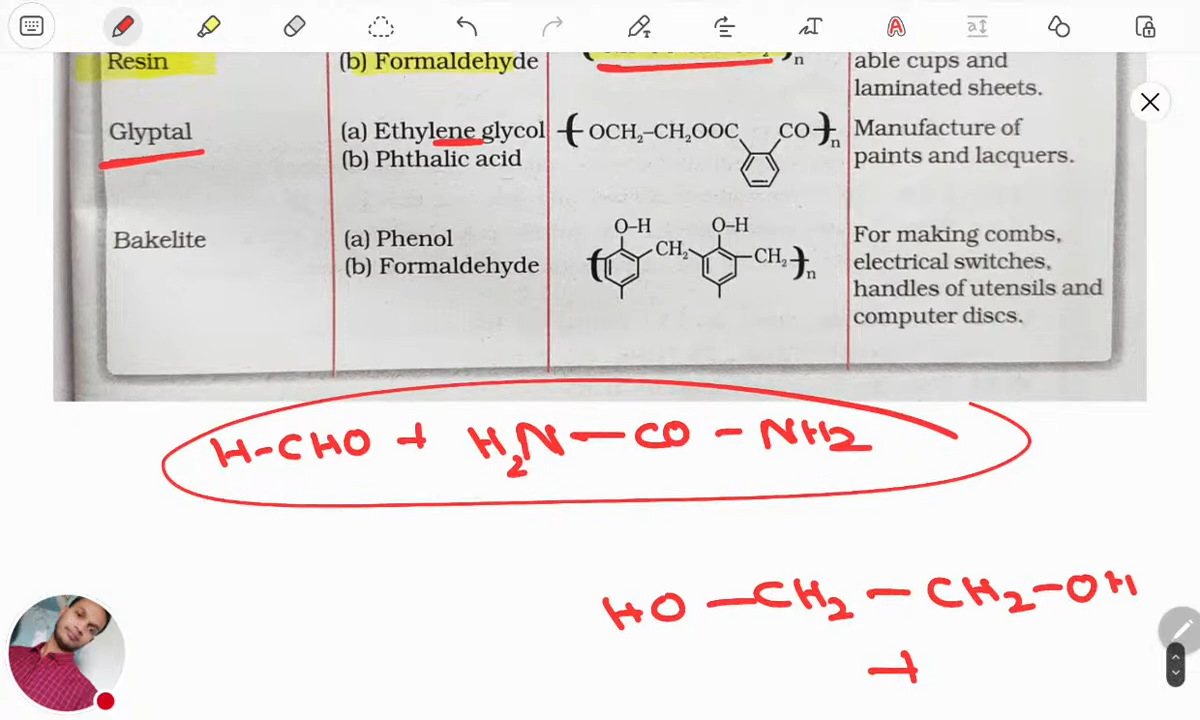 Resin
(b) Formaldehyde
n
able cups and
laminated sheets.
Glyptal
(a) Ethylene glycol
(b) Phthalic acid
OCH₂–CH₂OOC CO n
Manufacture of
paints and lacquers.
Bakelite
(a) Phenol
(b) Formaldehyde
O–H O–H
CH₂ CH₂ n
For making combs,
electrical switches,
handles of utensils and
computer discs.
H-CHO + H₂N-CO-NH2
HO-CH₂-CH₂-OH
+